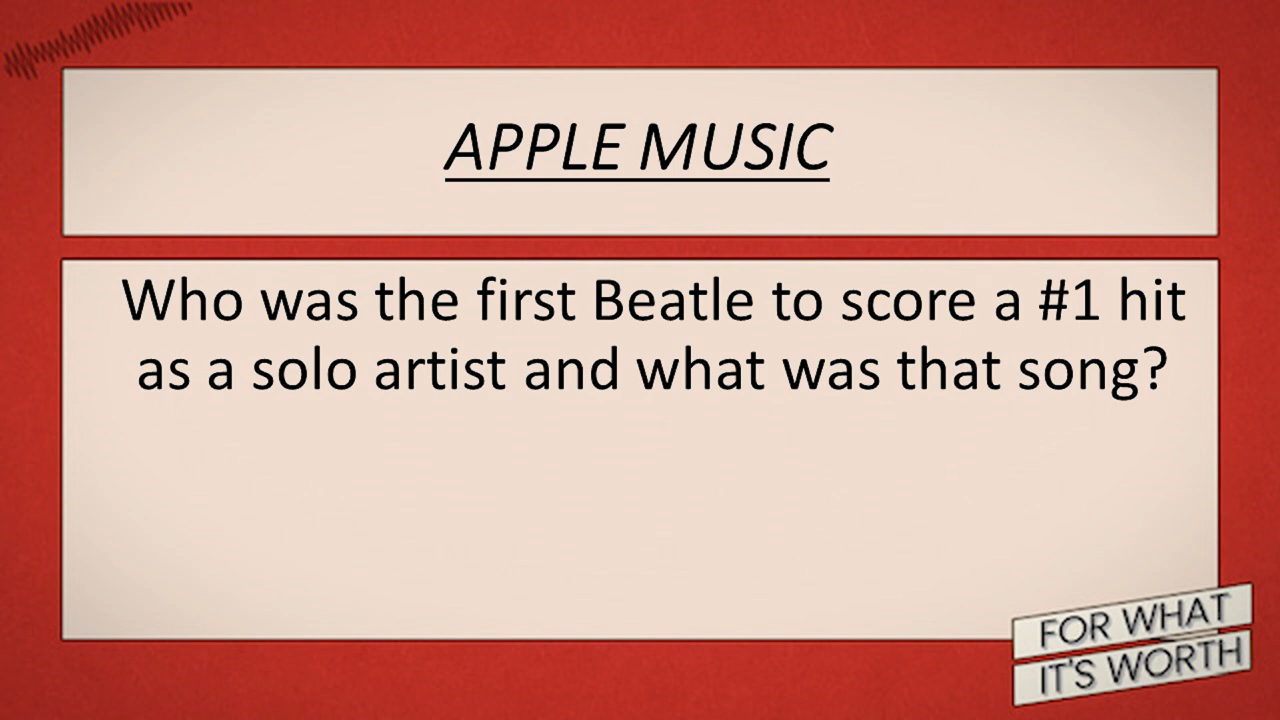 APPLE MUSIC
Who was the first Beatle to score a #1 hit
as a solo artist and what was that song?
FOR WHAT
IT'S WORTH